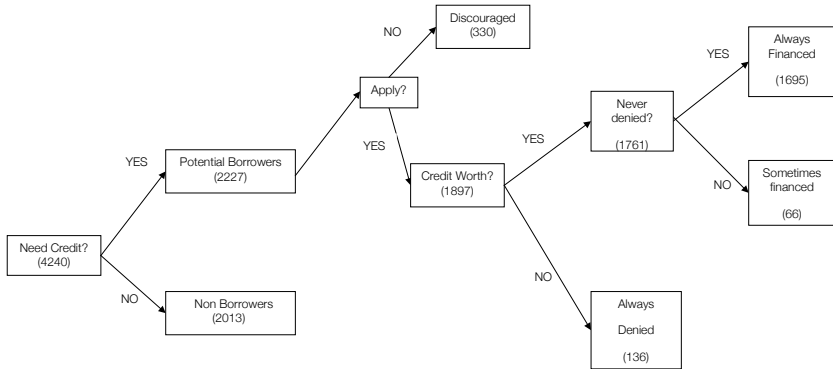 Discouraged
(330)
NO
Always
Financed
(1695)
YES
Apply?
Never
denied?
(1761)
YES
YES
YES
Potential Borrowers
(2227)
Credit Worth?
(1897)
NO
Sometimes
financed
(66)
Need Credit?
(4240)
NO
NO
Non Borrowers
(2013)
Always
Denied
(136)